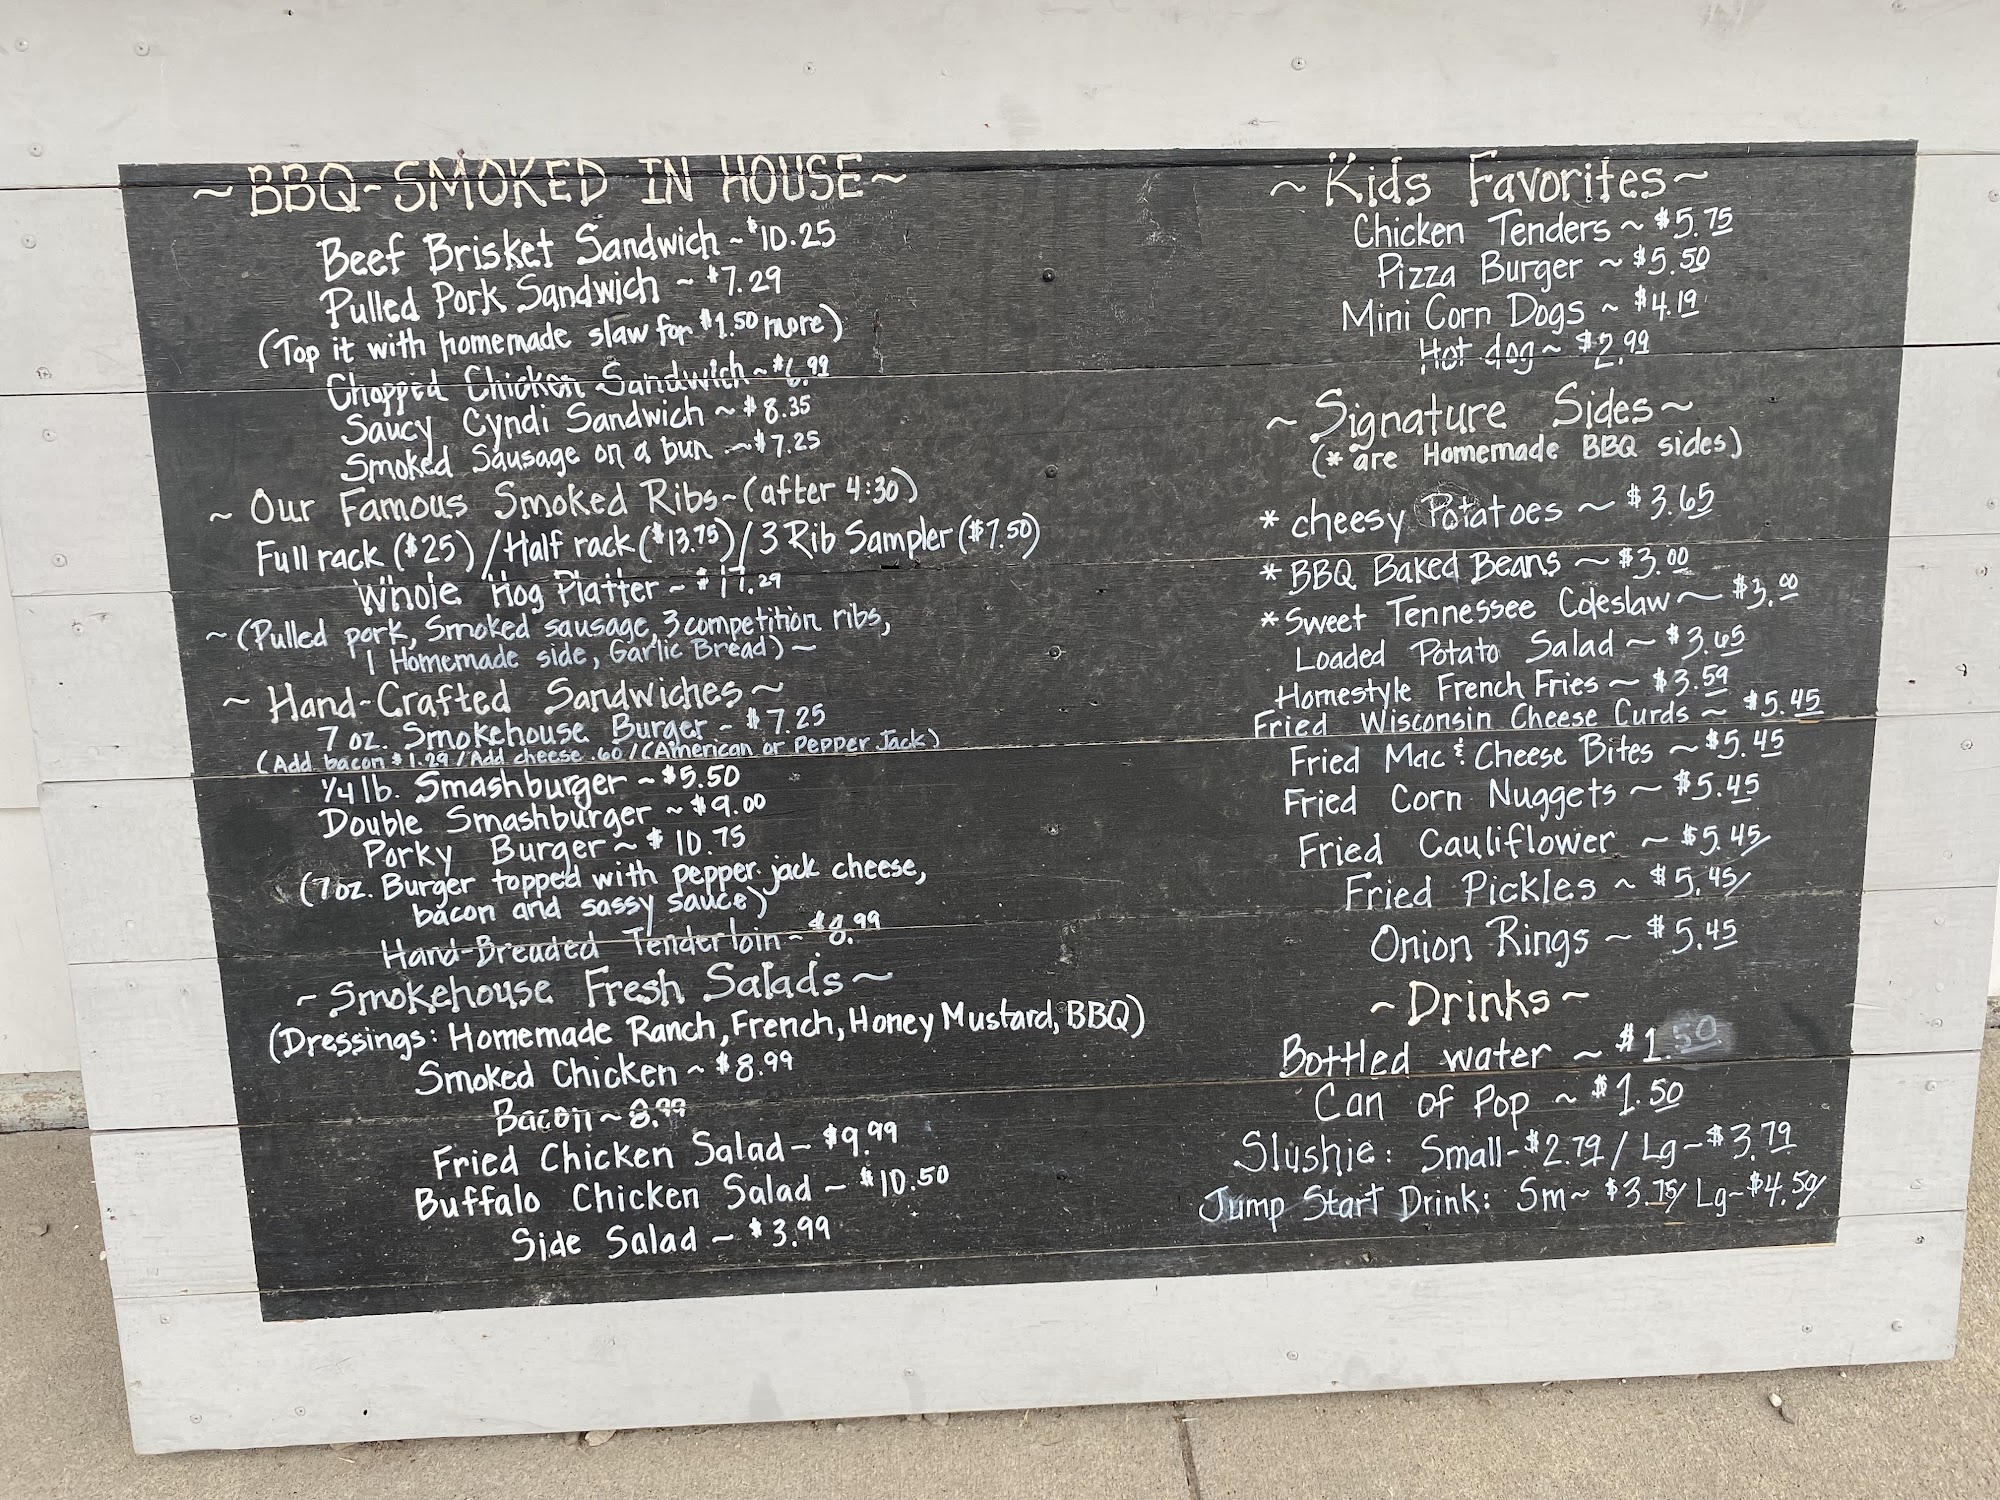 ~BBQ-SMOKED IN HOUSE~
Beef Brisket Sandwich ~ $10.25
Pulled Pork Sandwich ~ $7.29
(Top it with homemade slaw for $1.50 more)
Chopped Chicken Sandwich ~ $6.99
Saucy Cyndi Sandwich ~ $8.35
Smoked Sausage on a bun ~ $7.25
~ Our Famous Smoked Ribs ~ (after 4:30)
Full rack ($25) / Half rack ($13.75) / 3 Rib Sampler ($7.50)
Whole Hog Platter ~ $17.29
~ (Pulled pork, Smoked sausage, 3 competition ribs,
1 Homemade side, Garlic Bread) ~
~ Hand-Crafted Sandwiches ~
7 oz. Smokehouse Burger ~ $7.25
(Add bacon $1.29 / Add cheese .60 / (American or Pepper Jack)
1/4 lb. Smashburger ~ $5.50
Double Smashburger ~ $9.00
Porky Burger ~ $10.75
(7oz. Burger topped with pepper jack cheese,
bacon and sassy sauce)
Hand-Breaded Tenderloin ~ $8.99
~ Smokehouse Fresh Salads ~
(Dressings: Homemade Ranch, French, Honey Mustard, BBQ)
Smoked Chicken ~ $8.99
Bacon ~ 8.99
Fried Chicken Salad ~ $9.99
Buffalo Chicken Salad ~ $10.50
Side Salad ~ $3.99
~ Kids Favorites ~
Chicken Tenders ~ $5.75
Pizza Burger ~ $5.50
Mini Corn Dogs ~ $4.19
Hot dog ~ $2.99
~ Signature Sides ~
(* are Homemade BBQ sides)
* cheesy Potatoes ~ $3.65
* BBQ Baked Beans ~ $3.00
* Sweet Tennessee Coleslaw ~ $3.00
Loaded Potato Salad ~ $3.65
Homestyle French Fries ~ $3.59
Fried Wisconsin Cheese Curds ~ $5.45
Fried Mac & Cheese Bites ~ $5.45
Fried Corn Nuggets ~ $5.45
Fried Cauliflower ~ $5.45
Fried Pickles ~ $5.45
Onion Rings ~ $5.45
~ Drinks ~
Bottled water ~ $1.50
Can of Pop ~ $1.50
Slushie: Small - $2.79 / Lg ~ $3.79
Jump Start Drink: Sm ~ $3.75 / Lg ~ $4.50